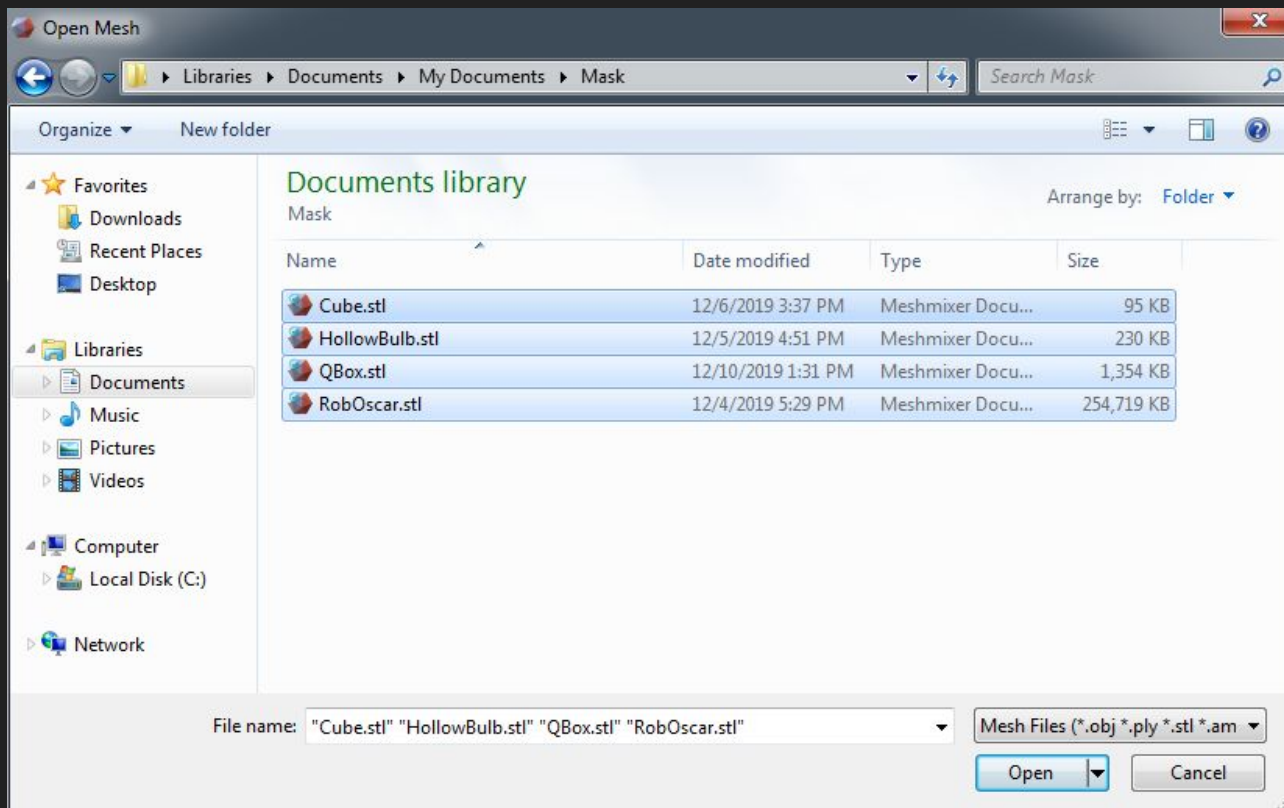 Open Mesh
Libraries Documents My Documents Mask Search Mask
Organize New folder
Favorites
Downloads
Recent Places
Desktop
Libraries
Documents
Music
Pictures
Videos
Computer
Local Disk (C:)
Network
Documents library
Mask
Arrange by: Folder
Name Date modified Type Size
Cube.stl 12/6/2019 3:37 PM Meshmixer Docu... 95 KB
HollowBulb.stl 12/5/2019 4:51 PM Meshmixer Docu... 230 KB
QBox.stl 12/10/2019 1:31 PM Meshmixer Docu... 1,354 KB
RobOscar.stl 12/4/2019 5:29 PM Meshmixer Docu... 254,719 KB
File name: "Cube.stl" "HollowBulb.stl" "QBox.stl" "RobOscar.stl" Mesh Files (*.obj *.ply *.stl *.am
Open Cancel